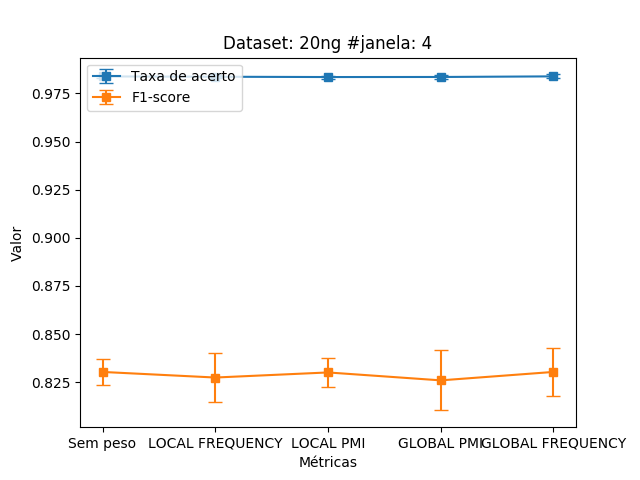 Dataset: 20ng #janela: 4
Taxa de acerto
F1-score
0.975
0.950
0.925
0.900
0.875
0.850
0.825
Valor
Sem peso LOCAL FREQUENCY LOCAL PMI GLOBAL PMI GLOBAL FREQUENCY
Métricas